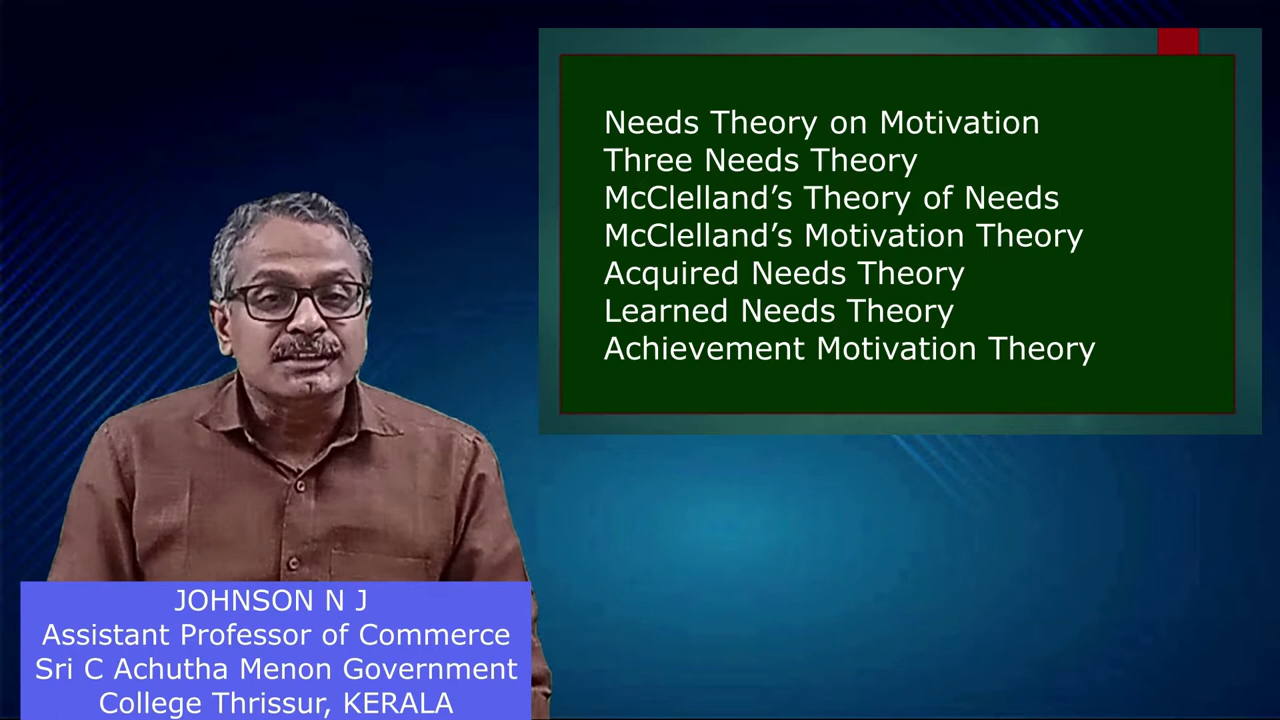 Needs Theory on Motivation
Three Needs Theory
McClelland’s Theory of Needs
McClelland’s Motivation Theory
Acquired Needs Theory
Learned Needs Theory
Achievement Motivation Theory
JOHNSON N J
Assistant Professor of Commerce
Sri C Achutha Menon Government
College Thrissur, KERALA